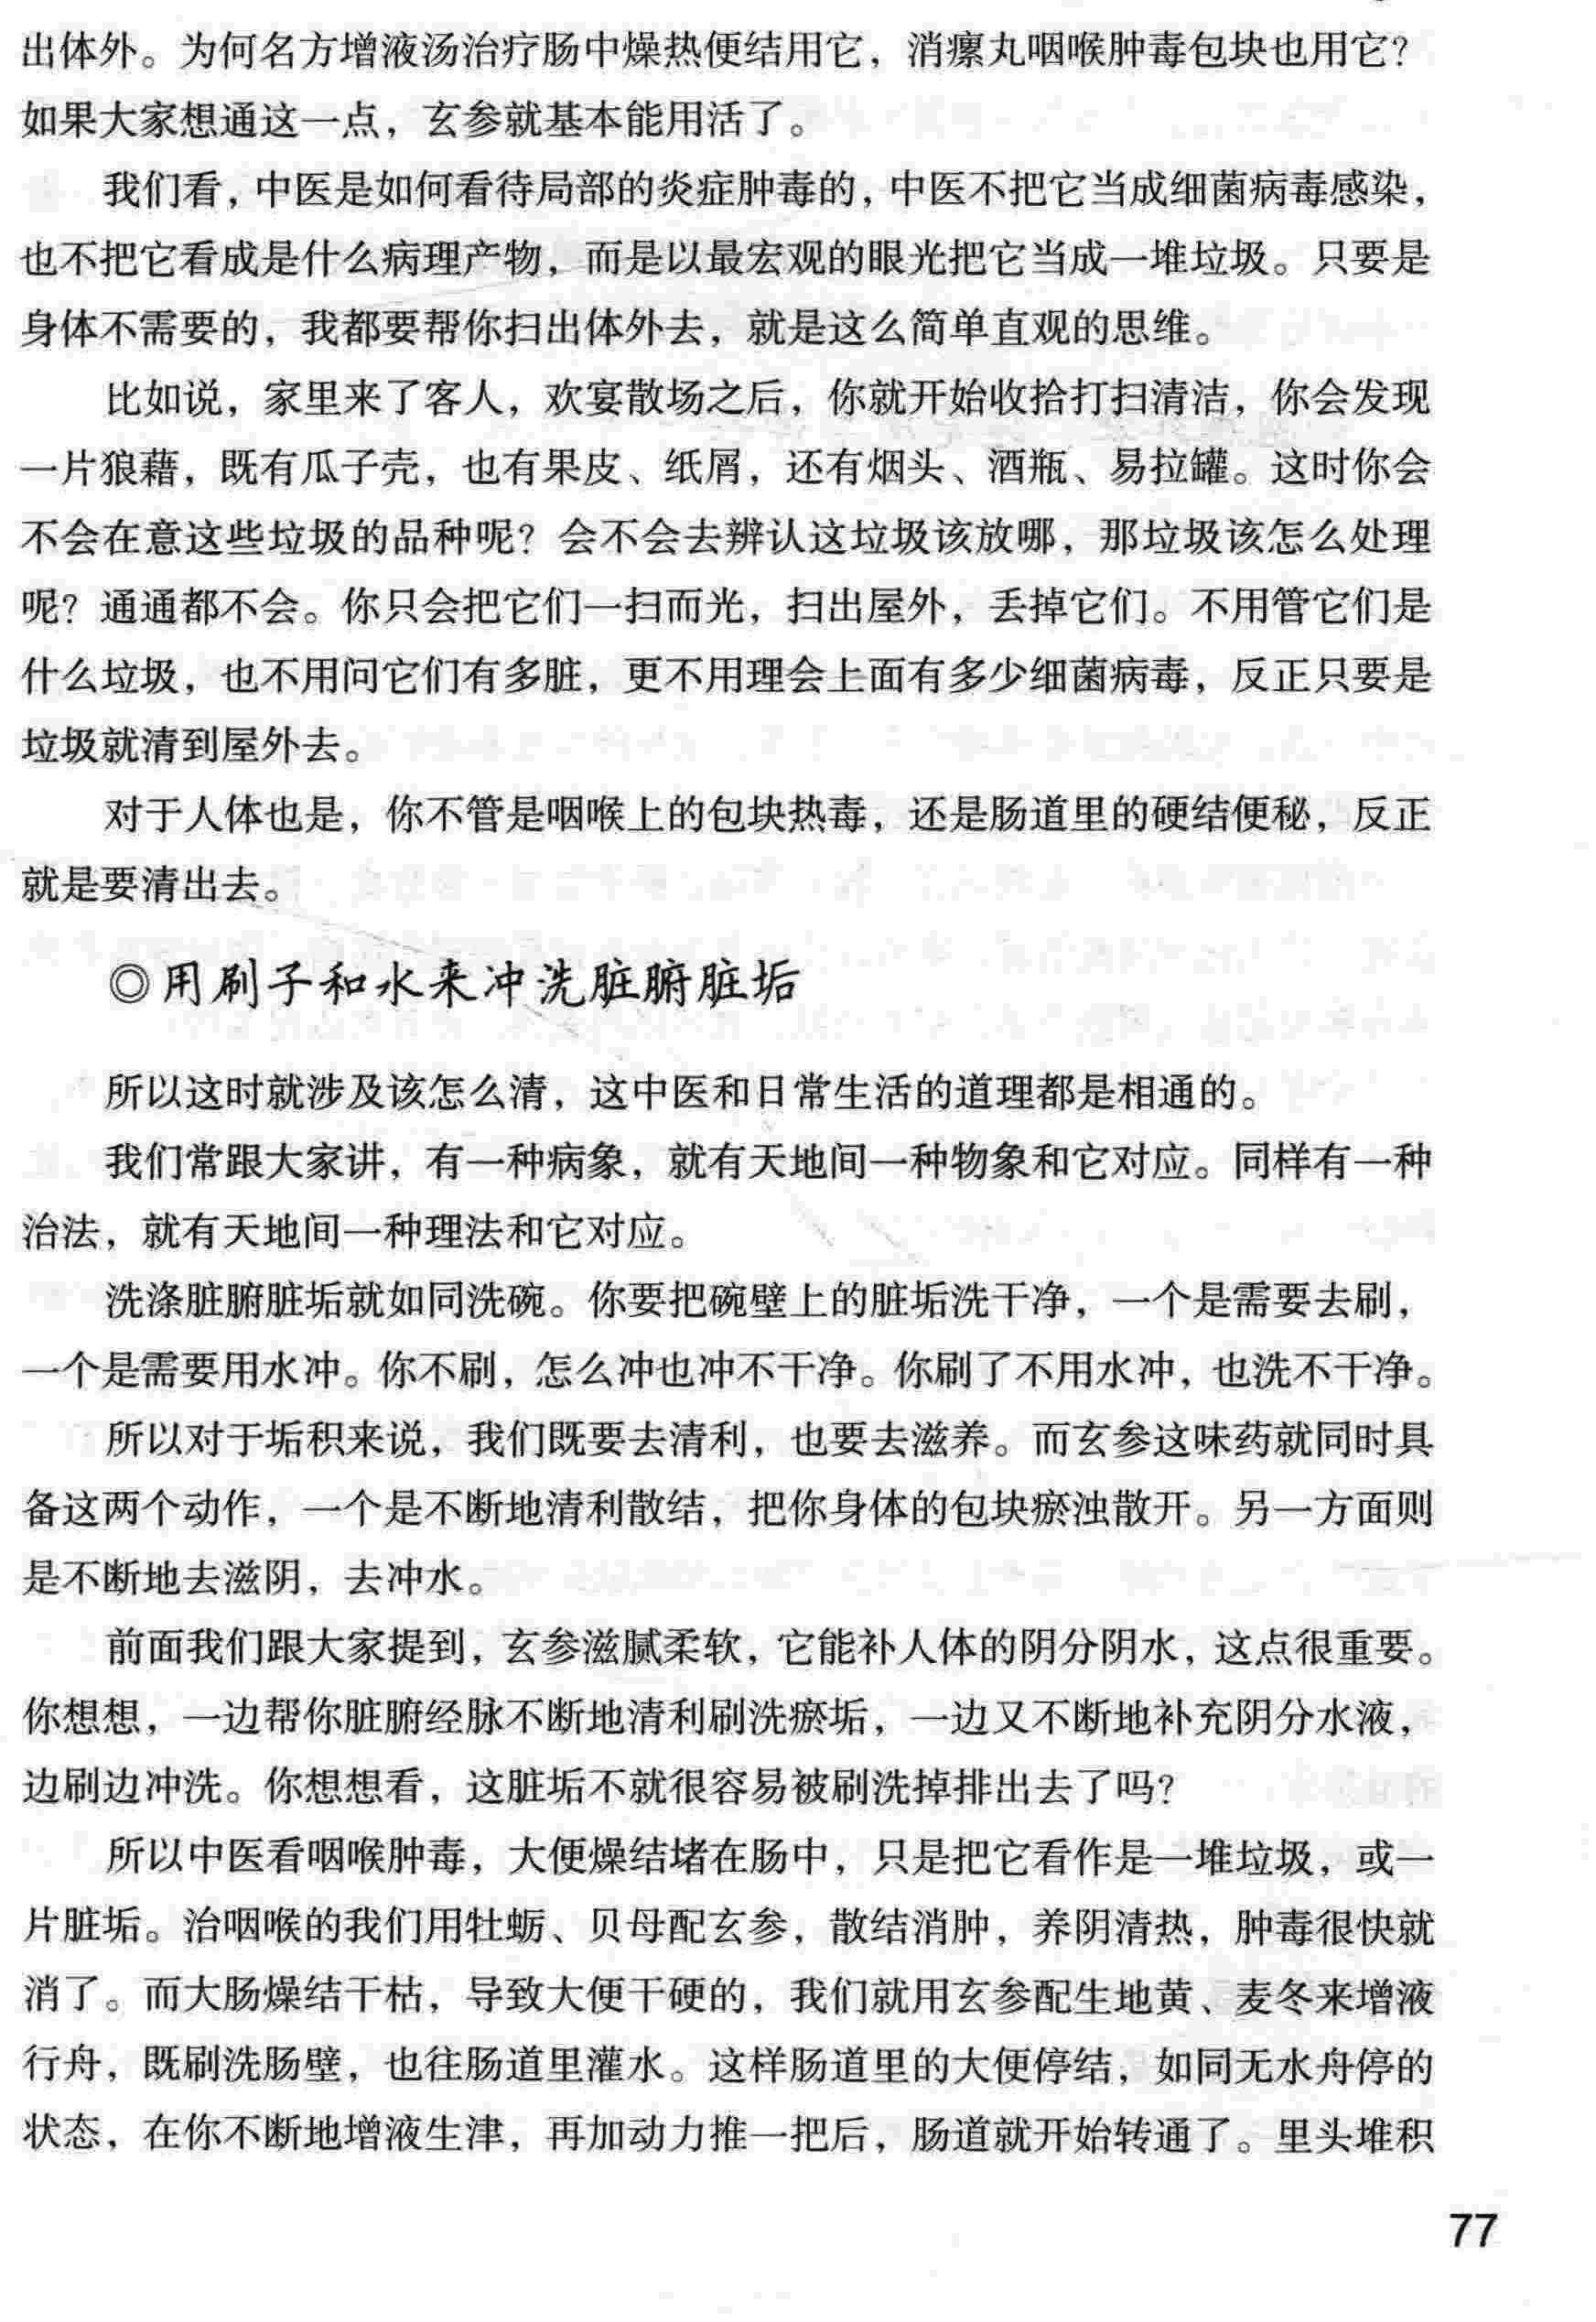 出体外。为何名方增液汤治疗肠中燥热便结用它，消瘰丸咽喉肿毒包块也用它？
如果大家想通这一点，玄参就基本能用活了。
我们看，中医是如何看待局部的炎症肿毒的，中医不把它当成细菌病毒感染，
也不把它看成是什么病理产物，而是以最宏观的眼光把它当成一堆垃圾。只要是
身体不需要的，我都要帮你扫出体外去，就是这么简单直观的思维。
比如说，家里来了客人，欢宴散场之后，你就开始收拾打扫清洁，你会发现
一片狼藉，既有瓜子壳，也有果皮、纸屑，还有烟头、酒瓶、易拉罐。这时你会
不会在意这些垃圾的品种呢？会不会去辨认这垃圾该放哪，那垃圾该怎么处理
呢？通通都不会。你只会把它们一扫而光，扫出屋外，丢掉它们。不用管它们是
什么垃圾，也不用问它们有多脏，更不用理会上面有多少细菌病毒，反正只要是
垃圾就清到屋外去。
对于人体也是，你不管是咽喉上的包块热毒，还是肠道里的硬结便秘，反正
就是要清出去。
◎用刷子和水来冲洗脏腑脏垢
所以这时就涉及该怎么清，这中医和日常生活的道理都是相通的。
我们常跟大家讲，有一种病象，就有天地间一种物象和它对应。同样有一种
治法，就有天地间一种理法和它对应。
洗涤脏腑脏垢就如同洗碗。你要把碗壁上的脏垢洗干净，一个是需要去刷，
一个是需要用水冲。你不刷，怎么冲也冲不干净。你刷了不用水冲，也洗不干净。
所以对于垢积来说，我们既要去清利，也要去滋养。而玄参这味药就同时具
备这两个动作，一个是不断地清利散结，把你身体的包块瘀浊散开。另一方面则
是不断地去滋阴，去冲水。
前面我们跟大家提到，玄参滋腻柔软，它能补人体的阴分阴水，这点很重要。
你想想，一边帮你脏腑经脉不断地清利刷洗瘀垢，一边又不断地补充阴分水液，
边刷边冲洗。你想想看，这脏垢不就很容易被刷洗掉排出去了吗？
所以中医看咽喉肿毒，大便燥结堵在肠中，只是把它看作是一堆垃圾，或一
片脏垢。治咽喉的我们用牡蛎、贝母配玄参，散结消肿，养阴清热，肿毒很快就
消了。而大肠燥结干枯，导致大便干硬的，我们就用玄参配生地黄、麦冬来增液
行舟，既刷洗肠壁，也往肠道里灌水。这样肠道里的大便停结，如同无水舟停的
状态，在你不断地增液生津，再加动力推一把后，肠道就开始转通了。里头堆积
77